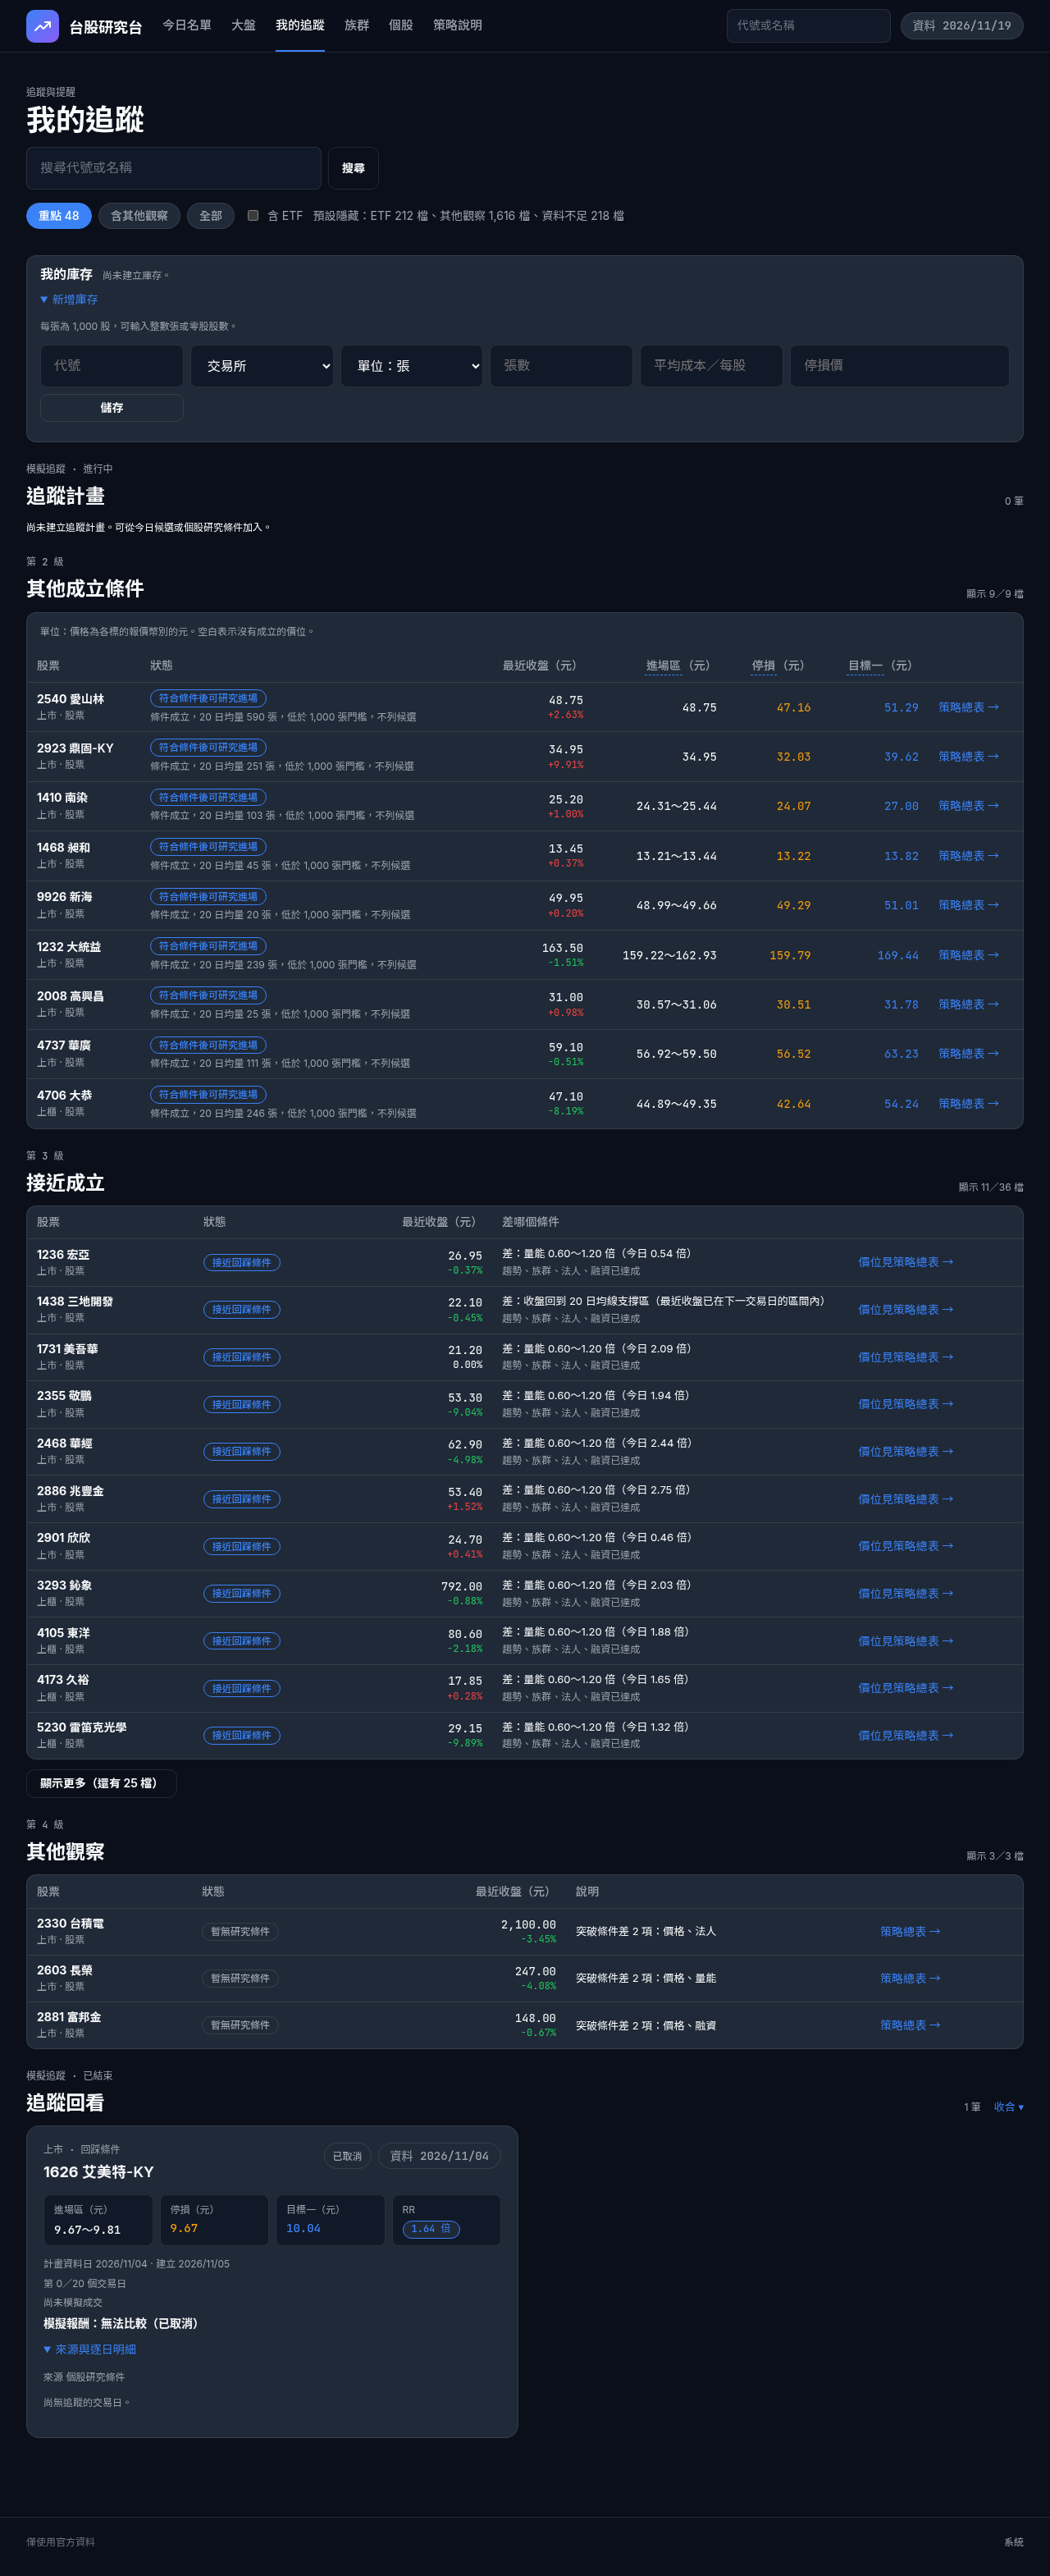 台股研究台 今日名單 大盤 我的追蹤 族群 個股 策略說明 代號或名稱 資料 2026/11/19
追蹤與提醒
我的追蹤
搜尋代號或名稱 搜尋
重點 48 含其他觀察 全部 含 ETF 預設隱藏：ETF 212 檔、其他觀察 1,616 檔、資料不足 218 檔
我的庫存 尚未建立庫存。
▼ 新增庫存
每張為 1,000 股，可輸入整數張或零股股數。
代號 交易所 單位：張 張數 平均成本／每股 停損價
儲存
模擬追蹤 · 進行中
追蹤計畫 0 筆
尚未建立追蹤計畫。可從今日候選或個股研究條件加入。
第 2 級
其他成立條件 顯示 9／9 檔
單位：價格為各標的報價幣別的元。空白表示沒有成立的價位。
股票 狀態 最近收盤（元） 進場區（元） 停損（元） 目標一（元）
2540 愛山林 符合條件後可研究進場 48.75 48.75 47.16 51.29 策略總表 →
上市 · 股票 條件成立，20 日均量 590 張，低於 1,000 張門檻，不列候選 +2.63%
2923 鼎固-KY 符合條件後可研究進場 34.95 34.95 32.03 39.62 策略總表 →
上市 · 股票 條件成立，20 日均量 251 張，低於 1,000 張門檻，不列候選 +9.91%
1410 南染 符合條件後可研究進場 25.20 24.31～25.44 24.07 27.00 策略總表 →
上市 · 股票 條件成立，20 日均量 103 張，低於 1,000 張門檻，不列候選 +1.00%
1468 昶和 符合條件後可研究進場 13.45 13.21～13.44 13.22 13.82 策略總表 →
上市 · 股票 條件成立，20 日均量 45 張，低於 1,000 張門檻，不列候選 +0.37%
9926 新海 符合條件後可研究進場 49.95 48.99～49.66 49.29 51.01 策略總表 →
上市 · 股票 條件成立，20 日均量 20 張，低於 1,000 張門檻，不列候選 +0.20%
1232 大統益 符合條件後可研究進場 163.50 159.22～162.93 159.79 169.44 策略總表 →
上市 · 股票 條件成立，20 日均量 239 張，低於 1,000 張門檻，不列候選 -1.51%
2008 高興昌 符合條件後可研究進場 31.00 30.57～31.06 30.51 31.78 策略總表 →
上市 · 股票 條件成立，20 日均量 25 張，低於 1,000 張門檻，不列候選 +0.98%
4737 華廣 符合條件後可研究進場 59.10 56.92～59.50 56.52 63.23 策略總表 →
上市 · 股票 條件成立，20 日均量 111 張，低於 1,000 張門檻，不列候選 -0.51%
4706 大恭 符合條件後可研究進場 47.10 44.89～49.35 42.64 54.24 策略總表 →
上櫃 · 股票 條件成立，20 日均量 246 張，低於 1,000 張門檻，不列候選 -8.19%
第 3 級
接近成立 顯示 11／36 檔
股票 狀態 最近收盤（元） 差哪個條件
1236 宏亞 接近回踩條件 26.95 差：量能 0.60～1.20 倍（今日 0.54 倍） 價位見策略總表 →
上市 · 股票 -0.37% 趨勢、族群、法人、融資已達成
1438 三地開發 接近回踩條件 22.10 差：收盤回到 20 日均線支撐區（最近收盤已在下一交易日的區間內） 價位見策略總表 →
上市 · 股票 -0.45% 趨勢、族群、法人、融資已達成
1731 美吾華 接近回踩條件 21.20 差：量能 0.60～1.20 倍（今日 2.09 倍） 價位見策略總表 →
上市 · 股票 0.00% 趨勢、族群、法人、融資已達成
2355 敬鵬 接近回踩條件 53.30 差：量能 0.60～1.20 倍（今日 1.94 倍） 價位見策略總表 →
上市 · 股票 -9.04% 趨勢、族群、法人、融資已達成
2468 華經 接近回踩條件 62.90 差：量能 0.60～1.20 倍（今日 2.44 倍） 價位見策略總表 →
上市 · 股票 -4.98% 趨勢、族群、法人、融資已達成
2886 兆豐金 接近回踩條件 53.40 差：量能 0.60～1.20 倍（今日 2.75 倍） 價位見策略總表 →
上市 · 股票 +1.52% 趨勢、族群、法人、融資已達成
2901 欣欣 接近回踩條件 24.70 差：量能 0.60～1.20 倍（今日 0.46 倍） 價位見策略總表 →
上市 · 股票 +0.41% 趨勢、族群、法人、融資已達成
3293 鈊象 接近回踩條件 792.00 差：量能 0.60～1.20 倍（今日 2.03 倍） 價位見策略總表 →
上櫃 · 股票 -0.88% 趨勢、族群、法人、融資已達成
4105 東洋 接近回踩條件 80.60 差：量能 0.60～1.20 倍（今日 1.88 倍） 價位見策略總表 →
上櫃 · 股票 -2.18% 趨勢、族群、法人、融資已達成
4173 久裕 接近回踩條件 17.85 差：量能 0.60～1.20 倍（今日 1.65 倍） 價位見策略總表 →
上櫃 · 股票 +0.28% 趨勢、族群、法人、融資已達成
5230 雷笛克光學 接近回踩條件 29.15 差：量能 0.60～1.20 倍（今日 1.32 倍） 價位見策略總表 →
上櫃 · 股票 -9.89% 趨勢、族群、法人、融資已達成
顯示更多（還有 25 檔）
第 4 級
其他觀察 顯示 3／3 檔
股票 狀態 最近收盤（元） 說明
2330 台積電 暫無研究條件 2,100.00 突破條件差 2 項：價格、法人 策略總表 →
上市 · 股票 -3.45%
2603 長榮 暫無研究條件 247.00 突破條件差 2 項：價格、量能 策略總表 →
上市 · 股票 -4.08%
2881 富邦金 暫無研究條件 148.00 突破條件差 2 項：價格、融資 策略總表 →
上市 · 股票 -0.67%
模擬追蹤 · 已結束
追蹤回看 1 筆 收合 ▾
上市 · 回踩條件 已取消 資料 2026/11/04
1626 艾美特-KY
進場區（元） 停損（元） 目標一（元） RR
9.67～9.81 9.67 10.04 1.64 倍
計畫資料日 2026/11/04 · 建立 2026/11/05
第 0／20 個交易日
尚未模擬成交
模擬報酬：無法比較（已取消）
▼ 來源與逐日明細
來源 個股研究條件
尚無追蹤的交易日。
僅使用官方資料 系統